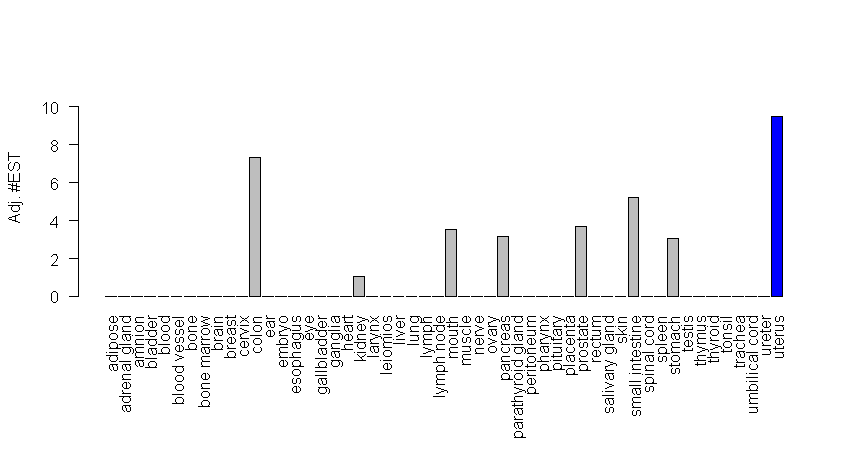 Adj. #EST
10
8
6
4
2
0
adipose
adrenal gland
amnion
bladder
blood
blood vessel
bone
bone marrow
brain
breast
cervix
colon
ear
embryo
esophagus
eye
gallbladder
ganglia
heart
kidney
larynx
leiomios
liver
lung
lymph
lymph node
mouth
muscle
nerve
ovary
pancreas
parathyroid gland
peritoneum
pharynx
pituitary
placenta
prostate
rectum
salivary gland
skin
small intestine
spinal cord
spleen
stomach
testis
thymus
thyroid
tonsil
trachea
umbilical cord
ureter
uterus